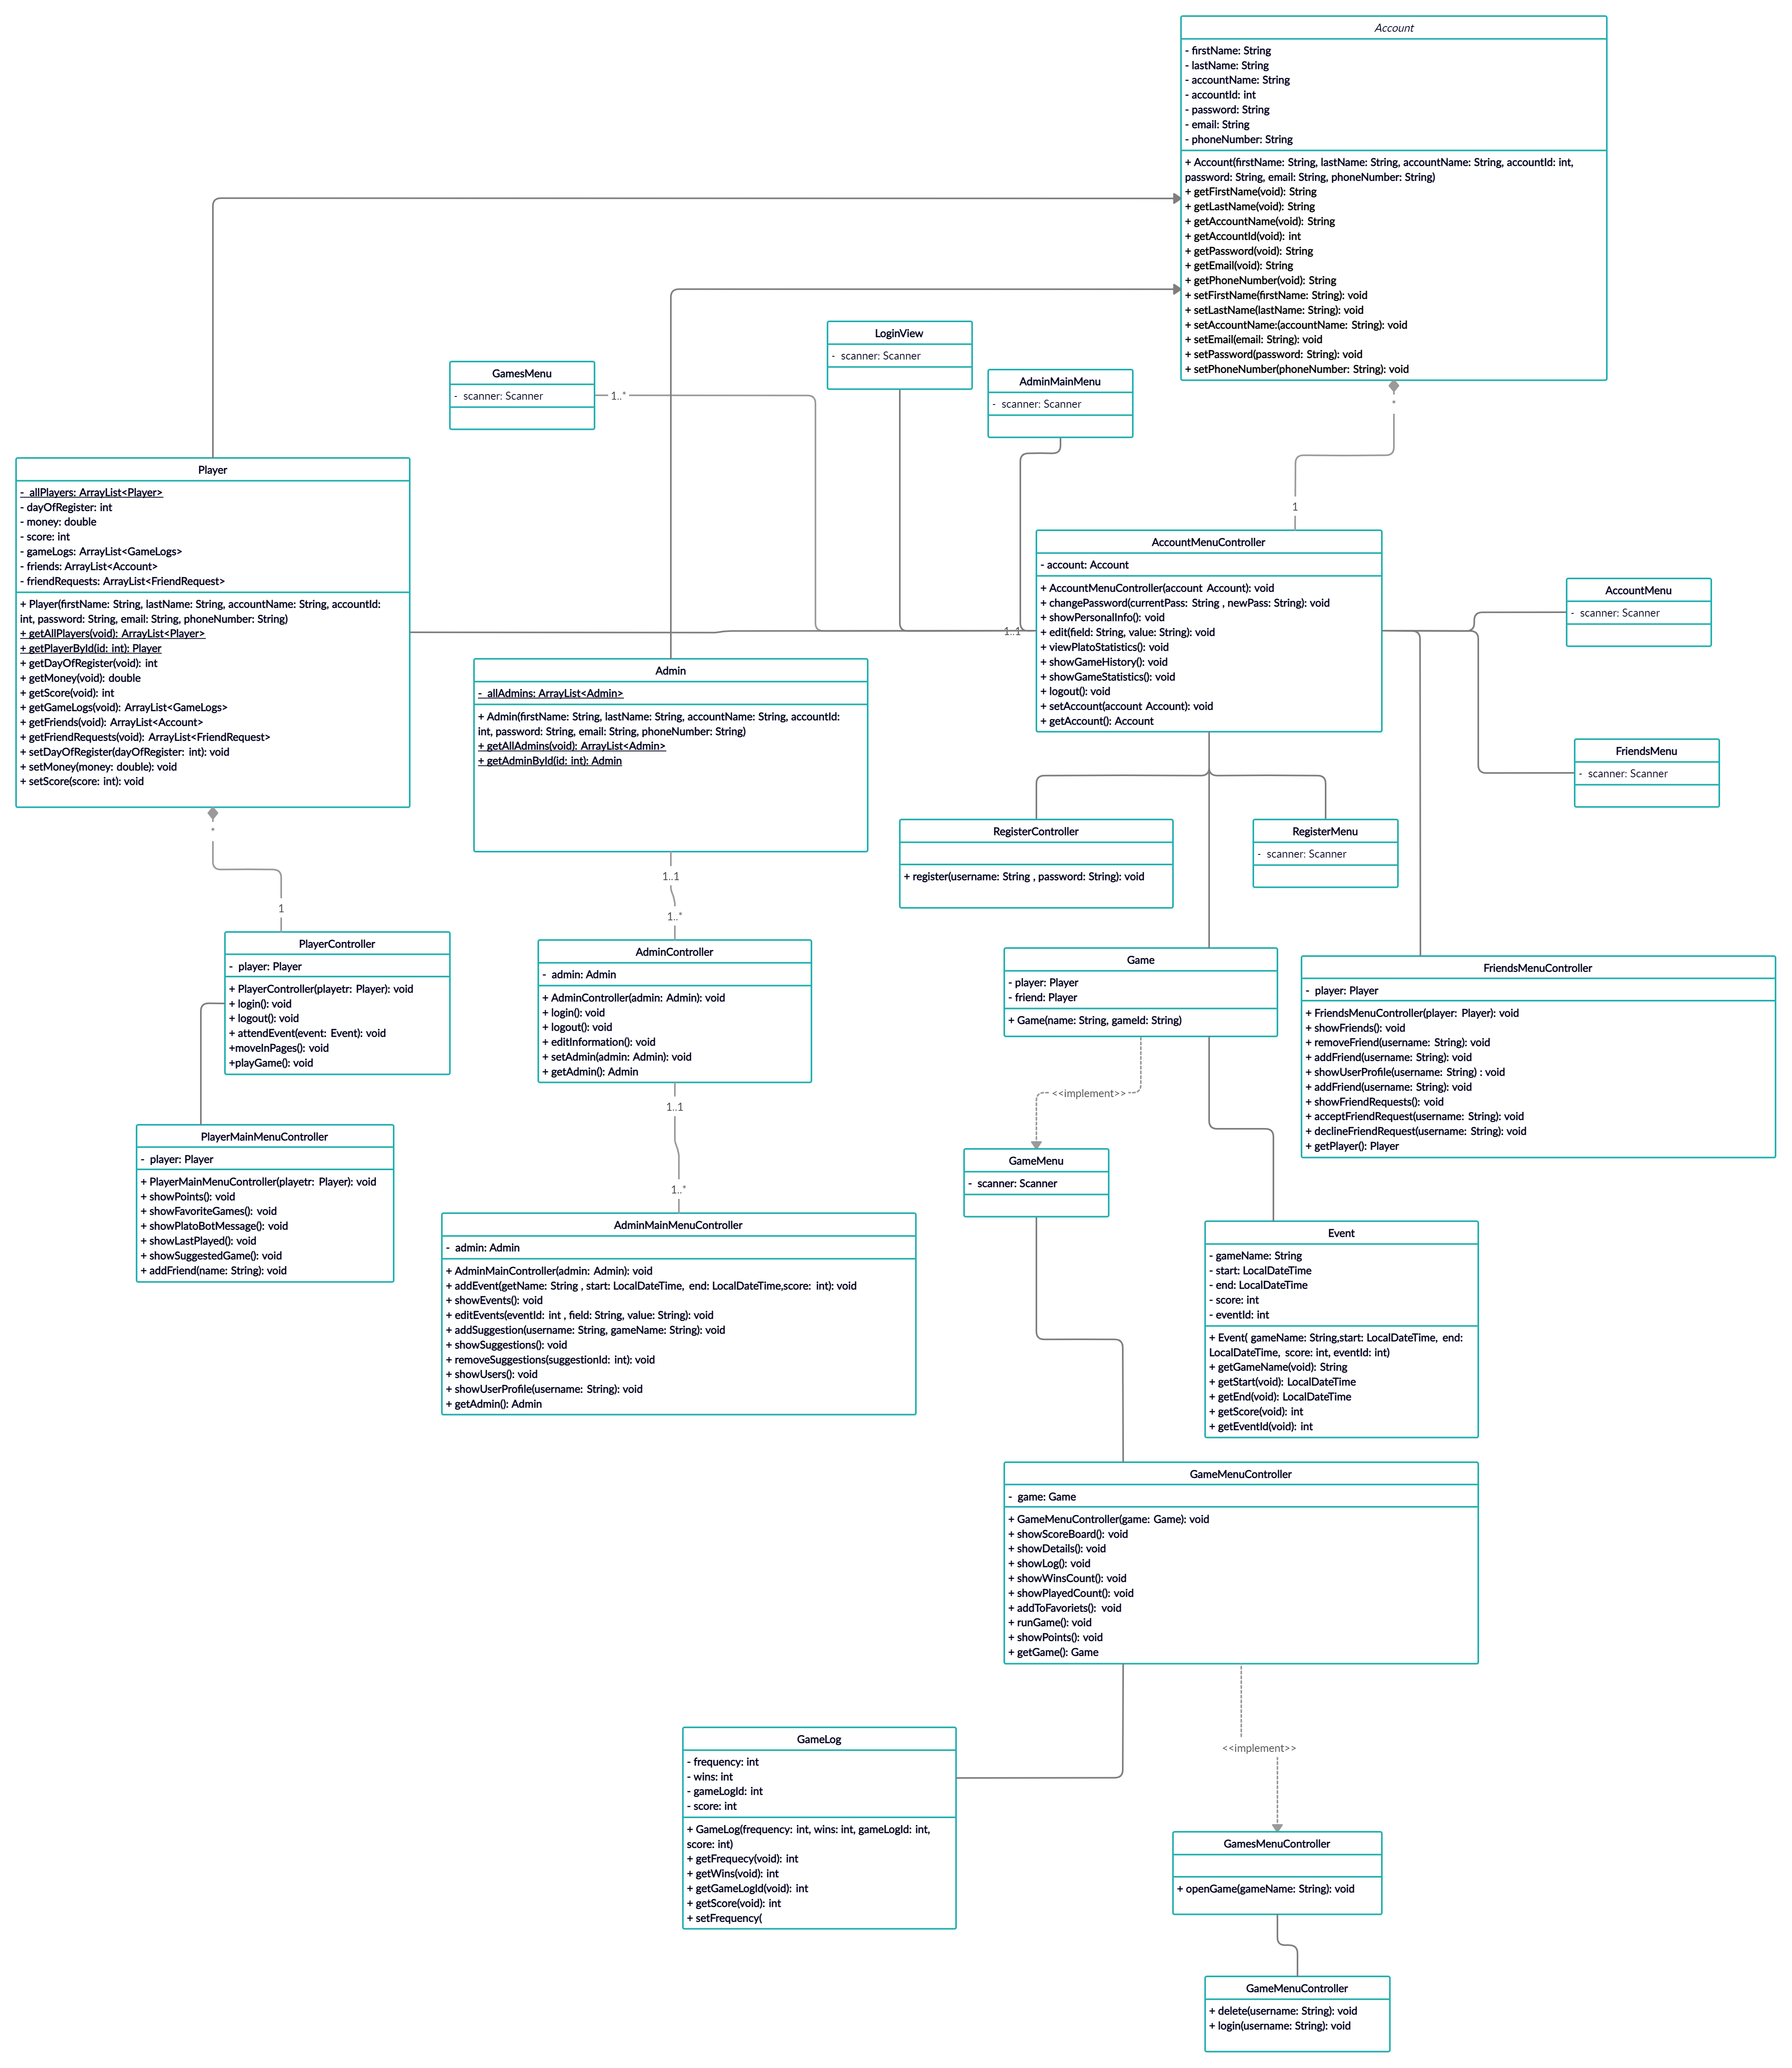 Account
- firstName: String
- lastName: String
- accountName: String
- accountId: int
- password: String
- email: String
- phoneNumber: String
+ Account(firstName: String, lastName: String, accountName: String, accountId: int,
password: String, email: String, phoneNumber: String)
+ getFirstName(void): String
+ getLastName(void): String
+ getAccountName(void): String
+ getAccountId(void): int
+ getPassword(void): String
+ getEmail(void): String
+ getPhoneNumber(void): String
+ setFirstName(firstName: String): void
+ setLastName(lastName: String): void
+ setAccountName:(accountName: String): void
+ setEmail(email: String): void
+ setPassword(password: String): void
+ setPhoneNumber(phoneNumber: String): void
*
1
LoginView
- scanner: Scanner
GamesMenu
- scanner: Scanner
1..*
AdminMainMenu
- scanner: Scanner
Player
- allPlayers: ArrayList<Player>
- dayOfRegister: int
- money: double
- score: int
- gameLogs: ArrayList<GameLogs>
- friends: ArrayList<Account>
- friendRequests: ArrayList<FriendRequest>
+ Player(firstName: String, lastName: String, accountName: String, accountId:
int, password: String, email: String, phoneNumber: String)
+ getAllPlayers(void): ArrayList<Player>
+ getPlayerById(id: int): Player
+ getDayOfRegister(void): int
+ getMoney(void): double
+ getScore(void): int
+ getGameLogs(void): ArrayList<GameLogs>
+ getFriends(void): ArrayList<Account>
+ getFriendRequests(void): ArrayList<FriendRequest>
+ setDayOfRegister(dayOfRegister: int): void
+ setMoney(money: double): void
+ setScore(score: int): void
*
1
Admin
- allAdmins: ArrayList<Admin>
+ Admin(firstName: String, lastName: String, accountName: String, accountId:
int, password: String, email: String, phoneNumber: String)
+ getAllAdmins(void): ArrayList<Admin>
+ getAdminById(id: int): Admin
1..1
1..*
1..1
AccountMenuController
- account: Account
+ AccountMenuController(account Account): void
+ changePassword(currentPass: String , newPass: String): void
+ showPersonalInfo(): void
+ edit(field: String, value: String): void
+ viewPlatoStatistics(): void
+ showGameHistory(): void
+ showGameStatistics(): void
+ logout(): void
+ setAccount(account Account): void
+ getAccount(): Account
AccountMenu
- scanner: Scanner
FriendsMenu
- scanner: Scanner
RegisterController
+ register(username: String , password: String): void
RegisterMenu
- scanner: Scanner
PlayerController
- player: Player
+ PlayerController(playetr: Player): void
+ login(): void
+ logout(): void
+ attendEvent(event: Event): void
+moveInPages(): void
+playGame(): void
AdminController
- admin: Admin
+ AdminController(admin: Admin): void
+ login(): void
+ logout(): void
+ editInformation(): void
+ setAdmin(admin: Admin): void
+ getAdmin(): Admin
1..1
1..*
Game
- player: Player
- friend: Player
+ Game(name: String, gameId: String)
<<implement>>
FriendsMenuController
- player: Player
+ FriendsMenuController(player: Player): void
+ showFriends(): void
+ removeFriend(username: String): void
+ addFriend(username: String): void
+ showUserProfile(username: String) : void
+ addFriend(username: String): void
+ showFriendRequests(): void
+ acceptFriendRequest(username: String): void
+ declineFriendRequest(username: String): void
+ getPlayer(): Player
PlayerMainMenuController
- player: Player
+ PlayerMainMenuController(playetr: Player): void
+ showPoints(): void
+ showFavoriteGames(): void
+ showPlatoBotMessage(): void
+ showLastPlayed(): void
+ showSuggestedGame(): void
+ addFriend(name: String): void
GameMenu
- scanner: Scanner
AdminMainMenuController
- admin: Admin
+ AdminMainController(admin: Admin): void
+ addEvent(getName: String , start: LocalDateTime, end: LocalDateTime,score: int): void
+ showEvents(): void
+ editEvents(eventId: int , field: String, value: String): void
+ addSuggestion(username: String, gameName: String): void
+ showSuggestions(): void
+ removeSuggestions(suggestionId: int): void
+ showUsers(): void
+ showUserProfile(username: String): void
+ getAdmin(): Admin
Event
- gameName: String
- start: LocalDateTime
- end: LocalDateTime
- score: int
- eventId: int
+ Event( gameName: String,start: LocalDateTime, end:
LocalDateTime, score: int, eventId: int)
+ getGameName(void): String
+ getStart(void): LocalDateTime
+ getEnd(void): LocalDateTime
+ getScore(void): int
+ getEventId(void): int
GameMenuController
- game: Game
+ GameMenuController(game: Game): void
+ showScoreBoard(): void
+ showDetails(): void
+ showLog(): void
+ showWinsCount(): void
+ showPlayedCount(): void
+ addToFavoriets(): void
+ runGame(): void
+ showPoints(): void
+ getGame(): Game
<<implement>>
GameLog
- frequency: int
- wins: int
- gameLogId: int
- score: int
+ GameLog(frequency: int, wins: int, gameLogId: int,
score: int)
+ getFrequecy(void): int
+ getWins(void): int
+ getGameLogId(void): int
+ getScore(void): int
+ setFrequency(
GamesMenuController
+ openGame(gameName: String): void
GameMenuController
+ delete(username: String): void
+ login(username: String): void